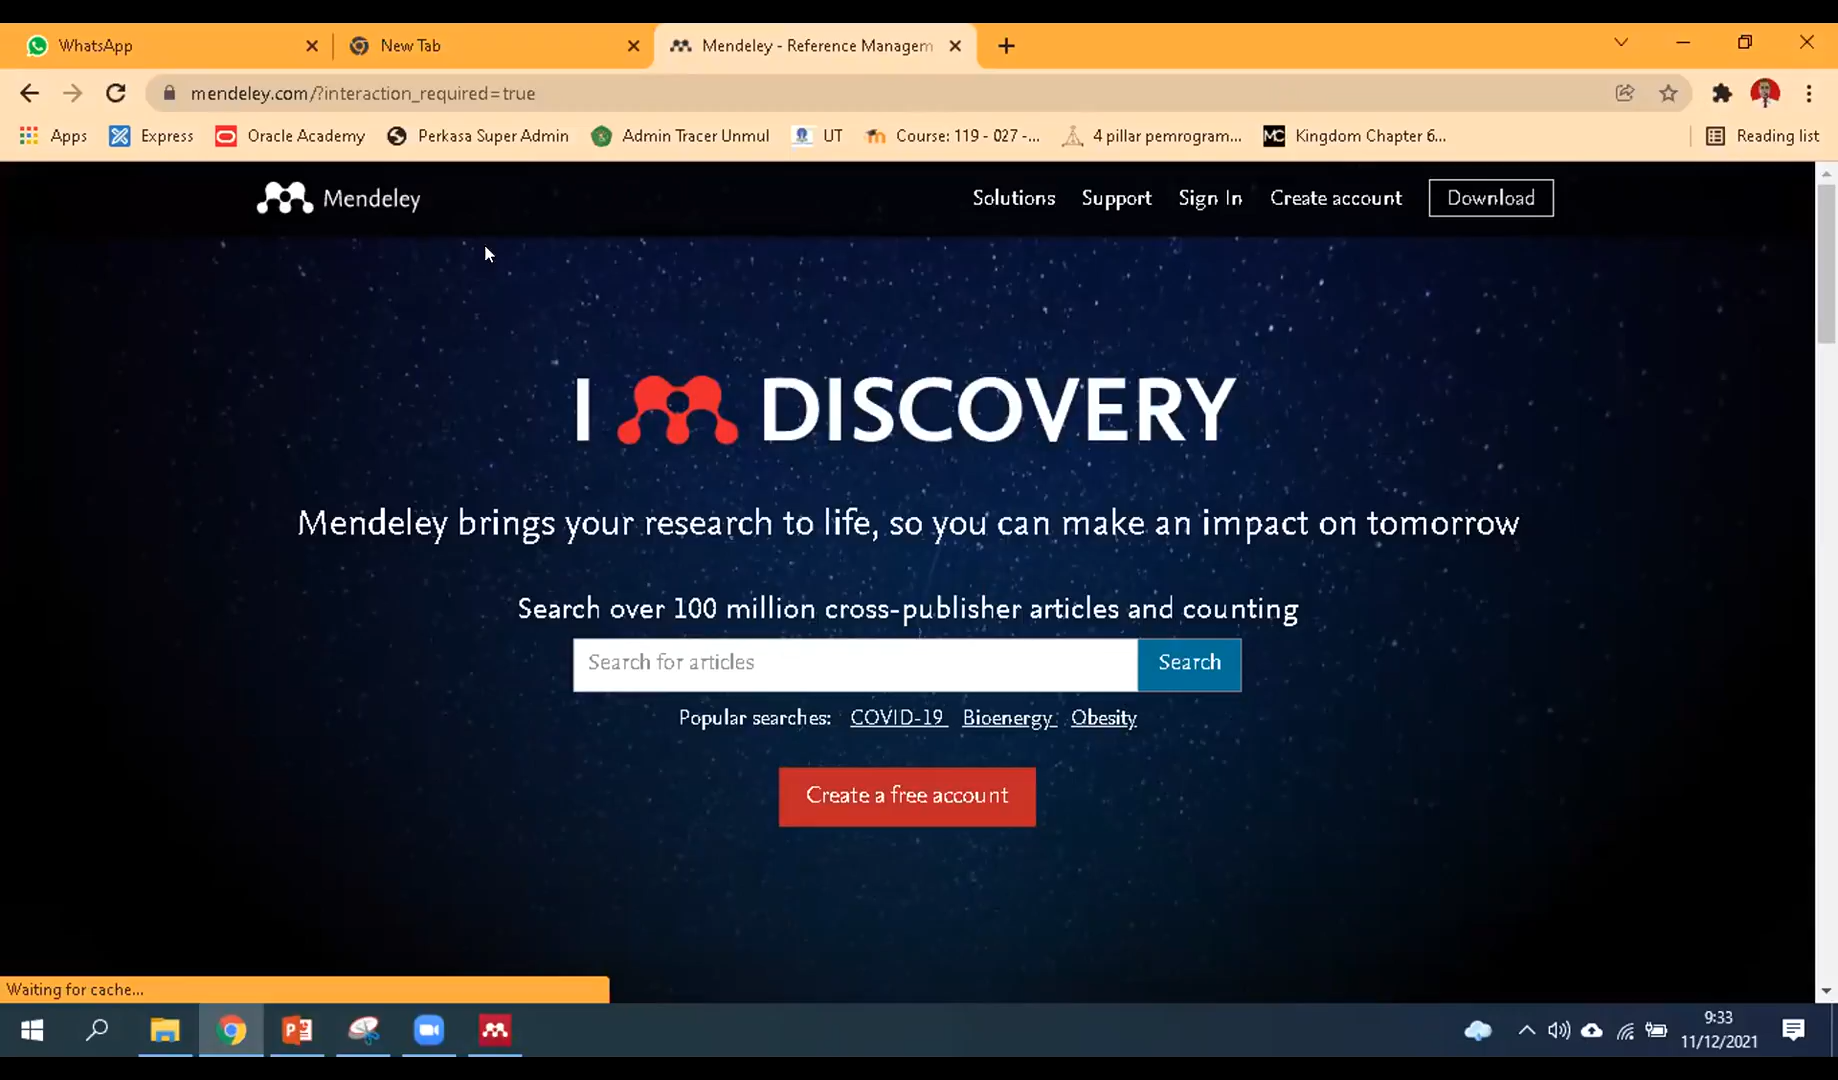 WhatsApp
New Tab
Mendeley - Reference Managem
mendeley.com/?interaction_required=true
Apps
Express
Oracle Academy
Perkasa Super Admin
Admin Tracer Unmul
UT
Course: 119 - 027 -...
4 pillar pemrogram...
MC
Kingdom Chapter 6...
Reading list
Mendeley
Solutions
Support
Sign In
Create account
Download
I DISCOVERY
Mendeley brings your research to life, so you can make an impact on tomorrow
Search over 100 million cross-publisher articles and counting
Search for articles
Search
Popular searches: COVID-19 Bioenergy Obesity
Create a free account
Waiting for cache...
9:33
11/12/2021